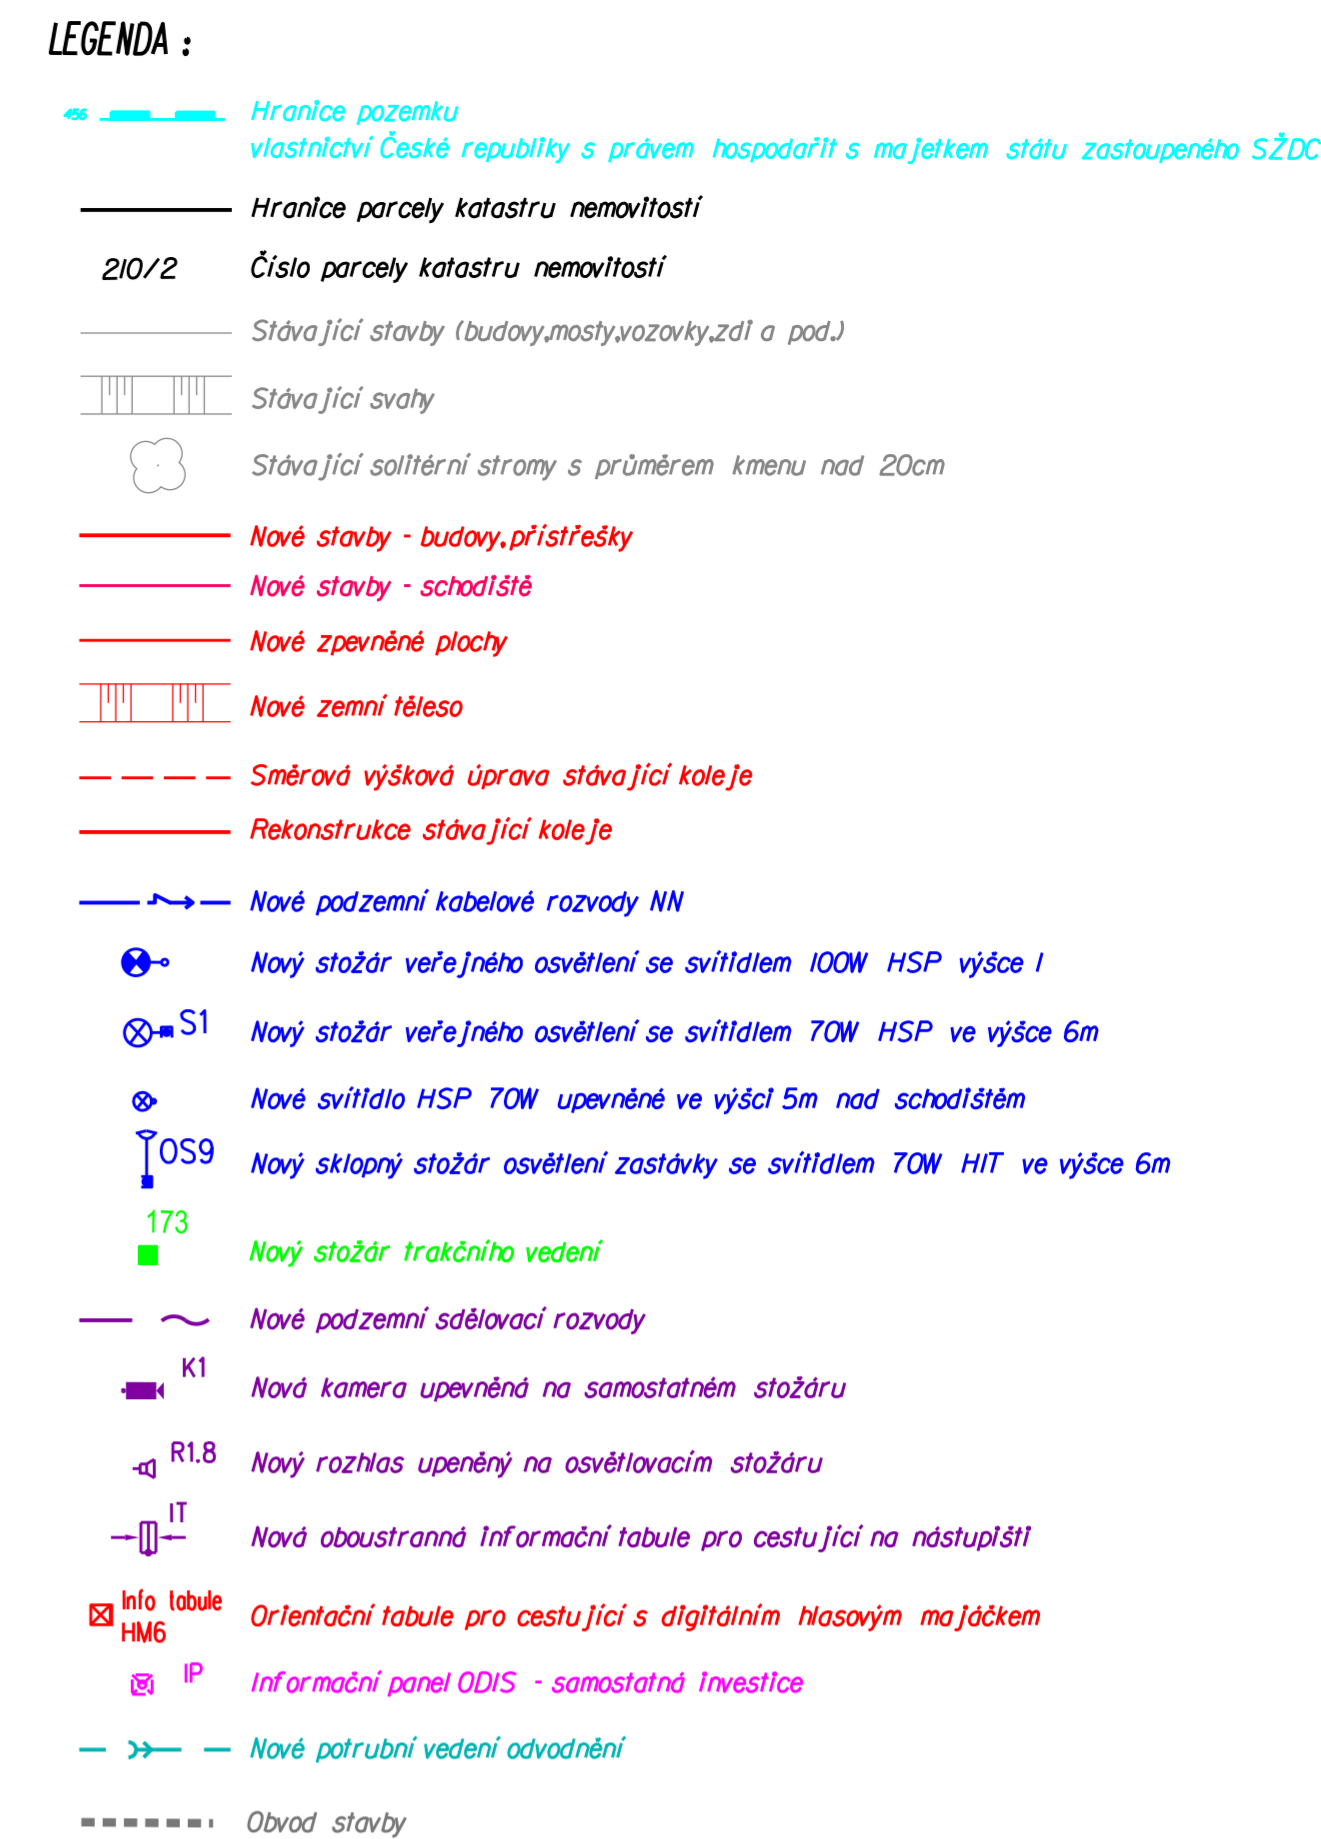 LEGENDA :
456 Hranice pozemku
vlastnictví České republiky s právem hospodařit s majetkem státu zastoupeného SŽDC
Hranice parcely katastru nemovitostí
210/2 Číslo parcely katastru nemovitostí
Stávající stavby (budovy,mosty,vozovky,zdi a pod.)
Stávající svahy
Stávající solitérní stromy s průměrem kmenu nad 20cm
Nové stavby - budovy,přístřešky
Nové stavby - schodiště
Nové zpevněné plochy
Nové zemní těleso
Směrová výšková úprava stávající koleje
Rekonstrukce stávající koleje
Nové podzemní kabelové rozvody NN
Nový stožár veřejného osvětlení se svítidlem 100W HSP výšce 1
S1 Nový stožár veřejného osvětlení se svítidlem 70W HSP ve výšce 6m
Nové svítidlo HSP 70W upevněné ve výšci 5m nad schodištěm
OS9 Nový sklopný stožár osvětlení zastávky se svítidlem 70W HIT ve výšce 6m
173
Nový stožár trakčního vedení
Nové podzemní sdělovací rozvody
K1
Nová kamera upevněná na samostatném stožáru
R1.8 Nový rozhlas upeněný na osvětlovacím stožáru
IT
Nová oboustranná informační tabule pro cestující na nástupišti
Info tabule
HM6 Orientační tabule pro cestující s digitálním hlasovým majáčkem
IP Informační panel ODIS - samostatná investice
Nové potrubní vedení odvodnění
Obvod stavby